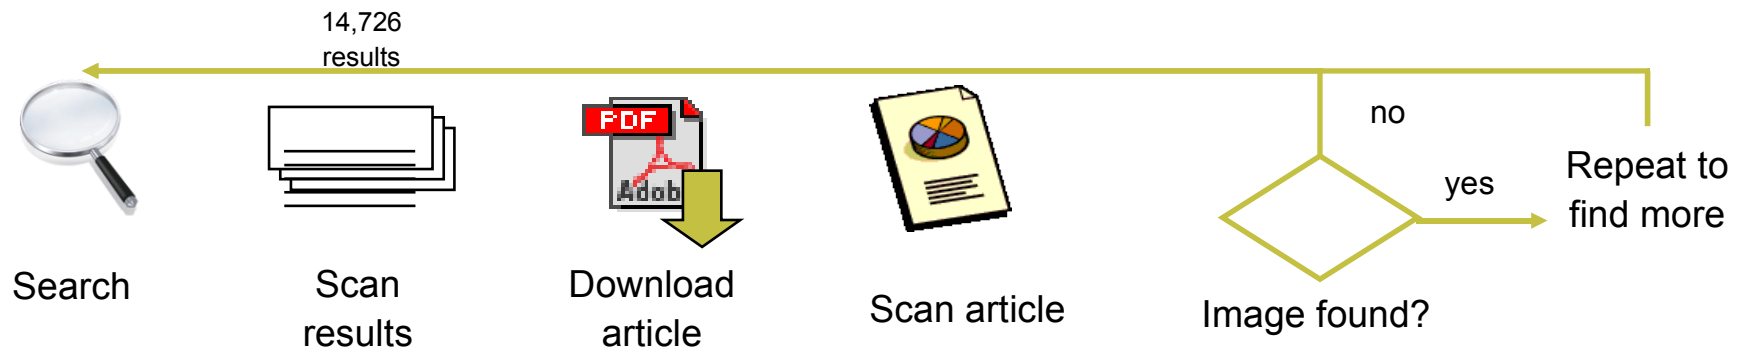 14,726
results
PDF
Adob
no
yes
Repeat to
find more
Search
Scan
results
Download
article
Scan article
Image found?